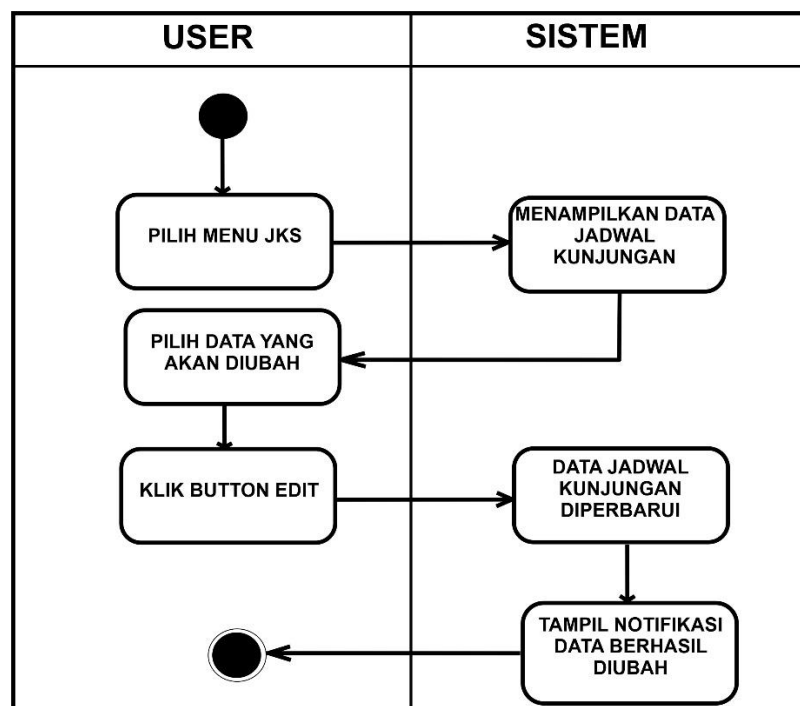 USER
SISTEM
PILIH MENU JKS
MENAMPILKAN DATA
JADWAL
KUNJUNGAN
PILIH DATA YANG
AKAN DIUBAH
KLIK BUTTON EDIT
DATA JADWAL
KUNJUNGAN
DIPERBARUI
TAMPIL NOTIFIKASI
DATA BERHASIL
DIUBAH